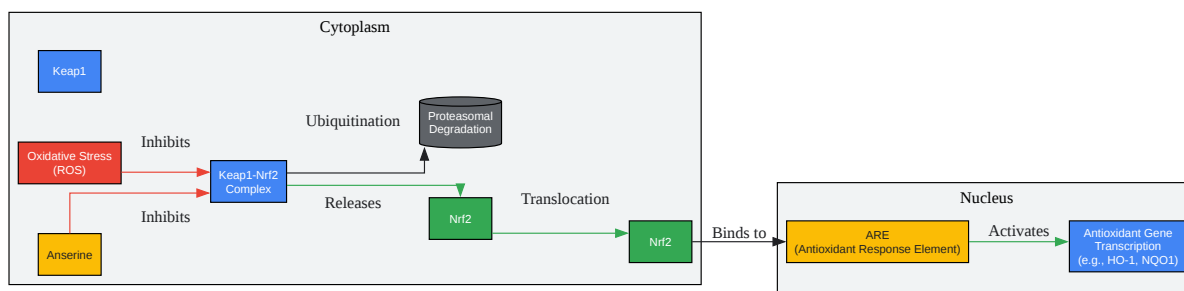 Cytoplasm
Keap1
Ubiquitination
Proteasomal
Degradation
Inhibits
Oxidative Stress
(ROS)
Keap1-Nrf2
Complex
Inhibits
Releases
Nrf2
Translocation
Nrf2
Anserine
Nucleus
Binds to
ARE
(Antioxidant Response Element)
Activates
Antioxidant Gene
Transcription
(e.g., HO-1, NQO1)